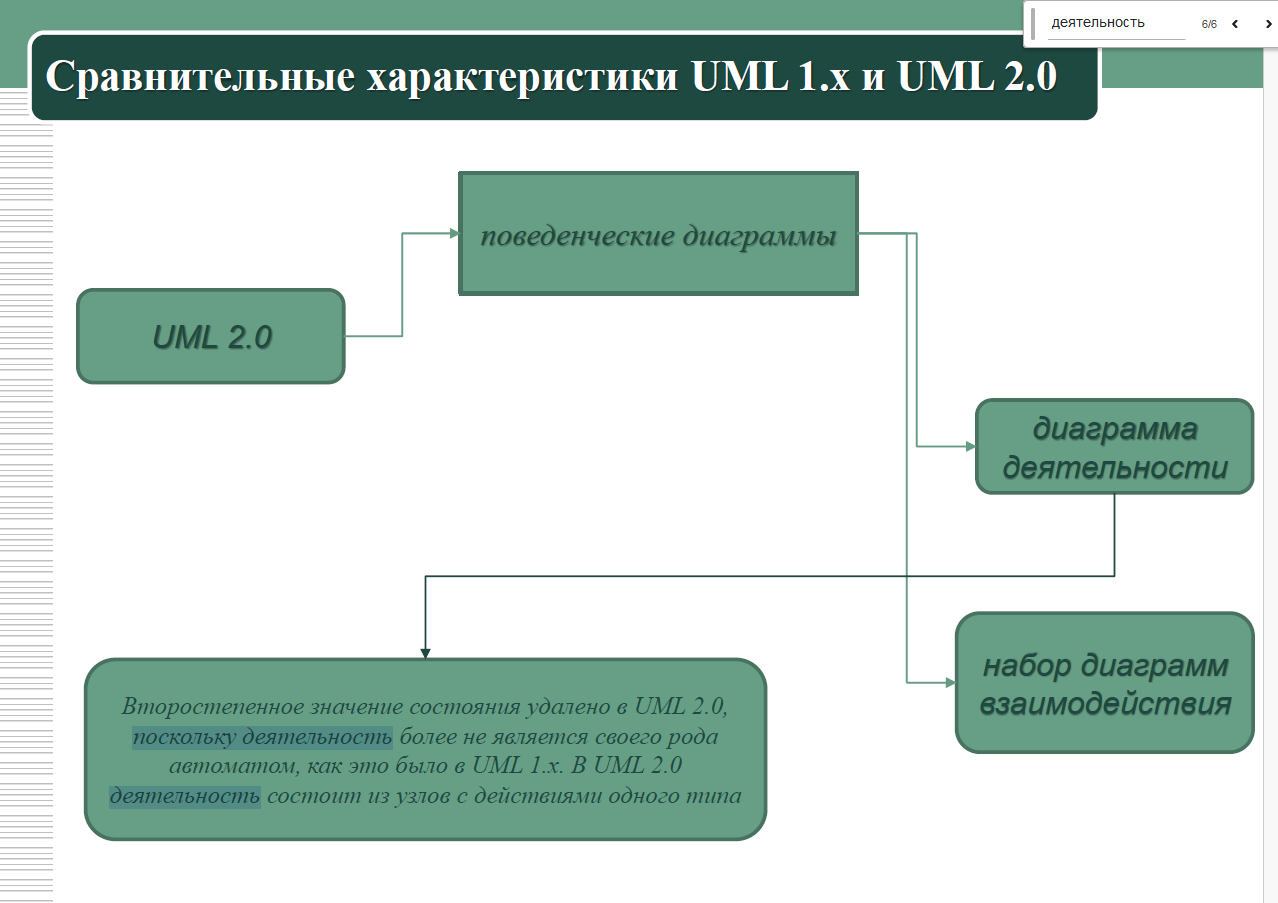 деятельность
6/6
Сравнительные характеристики UML 1.x и UML 2.0
поведенческие диаграммы
UML 2.0
диаграмма
деятельности
набор диаграмм
взаимодействия
Второстепенное значение состояния удалено в UML 2.0,
поскольку деятельность более не является своего рода
автоматом, как это было в UML 1.x. В UML 2.0
деятельность состоит из узлов с действиями одного типа